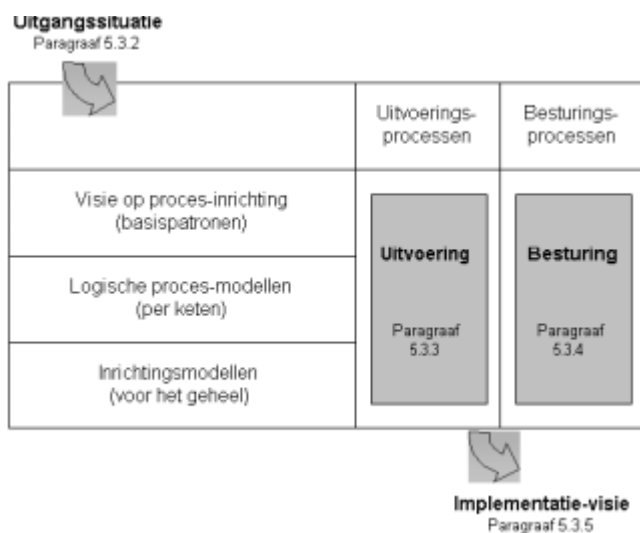 Uitgangssituatie
Paragraaf 5.3.2
Uitvoerings-
processen
Besturings-
processen
Visie op proces-inrichting
(basispatronen)
Logische proces-modellen
(per keten)
Inrichtingsmodellen
(voor het geheel)
Uitvoering
Paragraaf
5.3.3
Besturing
Paragraaf
5.3.4
Implementatie-visie
Paragraaf 5.3.5